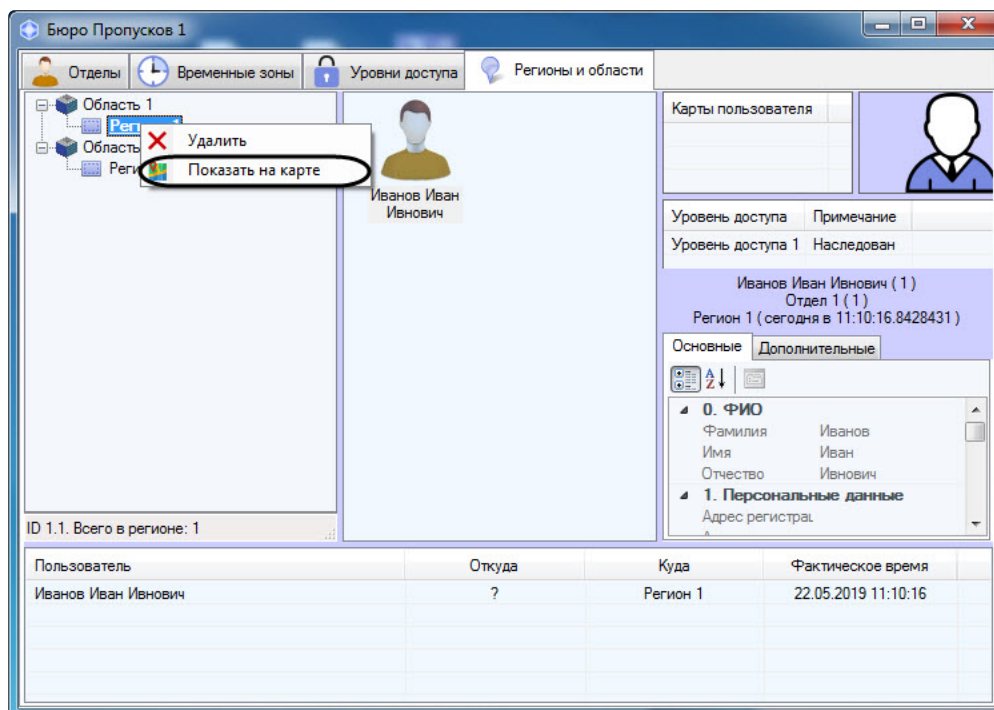 Бюро Пропусков 1
Отделы
Временные зоны
Уровни доступа
Регионы и области
Область 1
Удалить
Область
Показать на карте
Иванов Иван
Ивнович
ID 1.1. Всего в регионе: 1
Карты пользователя
Уровень доступа Примечание
Уровень доступа 1 Наследован
Иванов Иван Ивнович ( 1 )
Отдел 1 ( 1 )
Регион 1 ( сегодня в 11:10:16.8428431 )
Основные Дополнительные
0. ФИО
Фамилия Иванов
Имя Иван
Отчество Ивнович
1. Персональные данные
Адрес регистрац
Пользователь Откуда Куда Фактическое время
Иванов Иван Ивнович ? Регион 1 22.05.2019 11:10:16